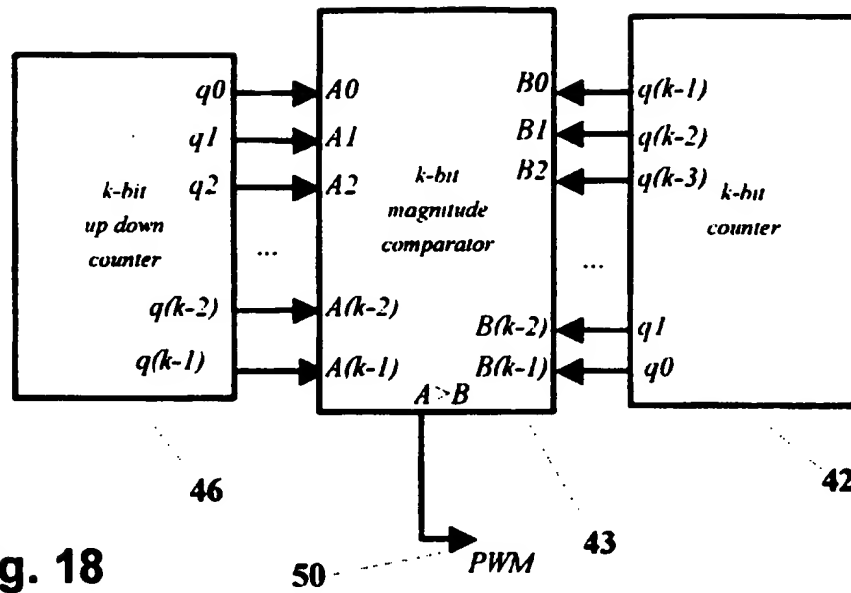 q0
q1
q2
k-bit
up down
counter
...
q(k-2)
q(k-1)
A0
A1
A2
k-bit
magnitude
comparator
A(k-2)
A(k-1)
A>B
B0
B1
B2
B(k-2)
B(k-1)
q(k-1)
q(k-2)
q(k-3)
k-bit
counter
...
q1
q0
46
43
42
50
PWM
g. 18